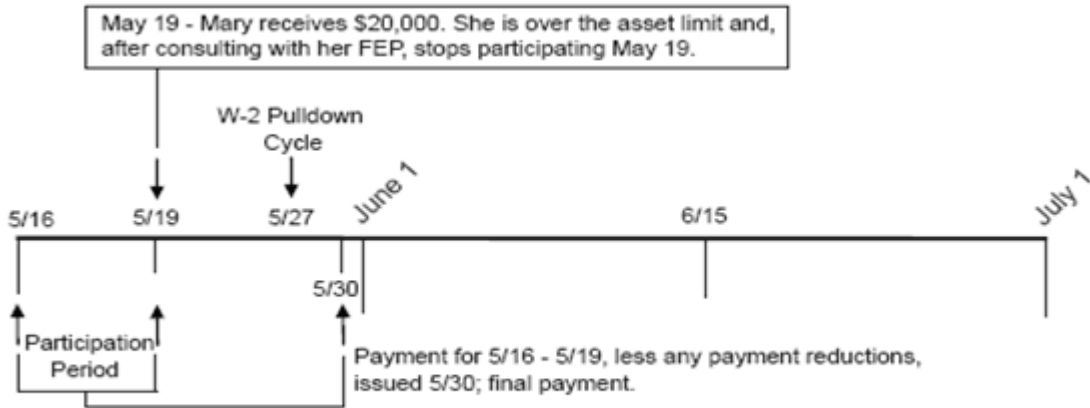 May 19 - Mary receives $20,000. She is over the asset limit and,
after consulting with her FEP, stops participating May 19.
W-2 Pulldown
Cycle
5/16
5/19
5/27
June 1
6/15
July 1
5/30
Participation
Period
Payment for 5/16 - 5/19, less any payment reductions,
issued 5/30; final payment.